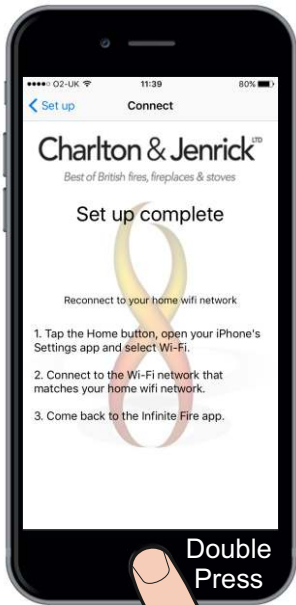 ●●●●○ O2-UK 11:39 80%
Set up Connect
Charlton & Jenrick LTD
Best of British fires, fireplaces & stoves
Set up complete
Reconnect to your home wifi network
1. Tap the Home button, open your iPhone's
Settings app and select Wi-Fi.
2. Connect to the Wi-Fi network that
matches your home wifi network.
3. Come back to the Infinite Fire app.
Double
Press